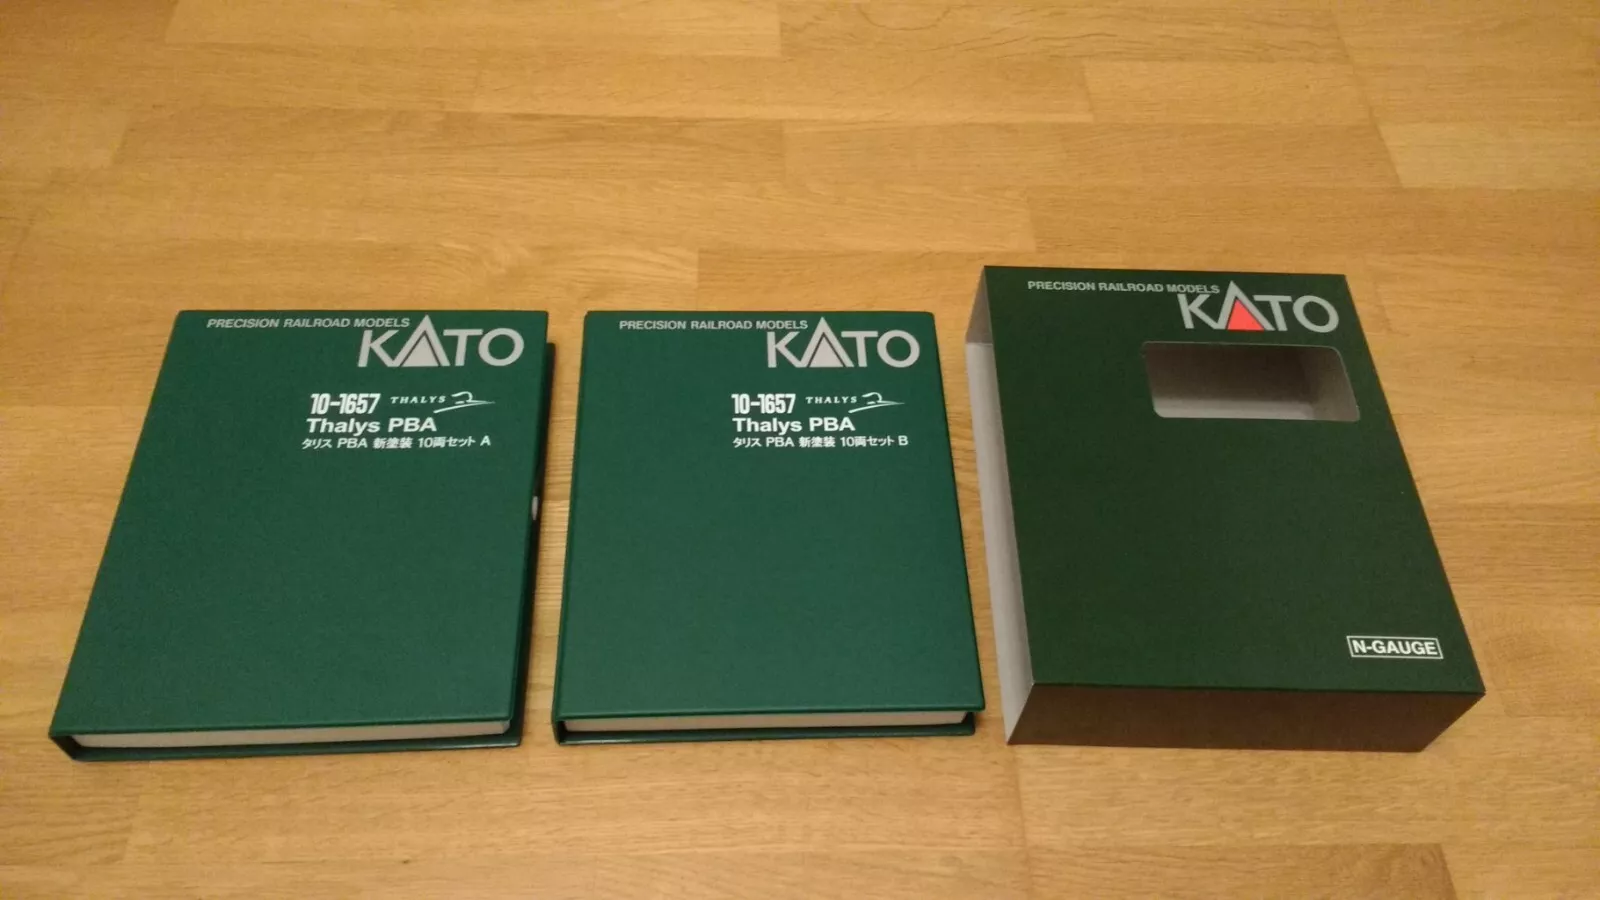 PRECISION RAILROAD MODELS
KATO
10-1657 THALYS
Thalys PBA
タリス PBA 新塗装 10両セット A
PRECISION RAILROAD MODELS
KATO
10-1657 THALYS
Thalys PBA
タリス PBA 新塗装 10両セット B
PRECISION RAILROAD MODELS
KATO
N-GAUGE